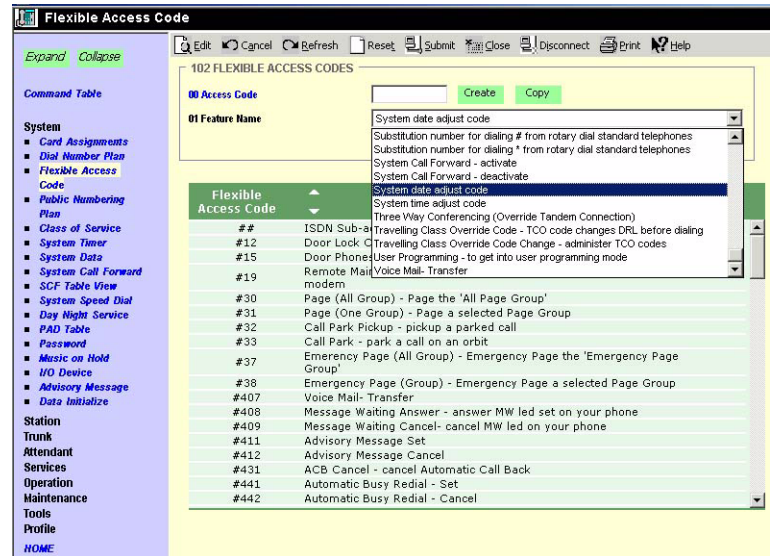 Flexible Access Code
Expand Collapse
Command Table
System
Card Assignments
Dial Number Plan
Flexible Access
Code
Public Numbering
Plan
Class of Service
System Timer
System Data
System Call Forward
SCF Table View
System Speed Dial
Day Night Service
PAD Table
Password
Music on Hold
I/O Device
Advisory Message
Data Initialize
Station
Trunk
Attendant
Services
Operation
Maintenance
Tools
Profile
HOME
Edit Cancel Refresh Reset Submit Close Disconnect Print Help
102 FLEXIBLE ACCESS CODES
00 Access Code Create Copy
01 Feature Name System date adjust code
Substitution number for dialing # from rotary dial standard telephones
Substitution number for dialing * from rotary dial standard telephones
System Call Forward - activate
System Call Forward - deactivate
System date adjust code
System time adjust code
Three Way Conferencing (Override Tandem Connection)
Travelling Class Override Code - TCO code changes DRL before dialing
Travelling Class Override Code Change - administer TCO codes
User Programming - to get into user programming mode
Voice Mail- Transfer
Flexible
Access Code
## ISDN Sub-a
#12 Door Lock C
#15 Door Phones
#19 Remote Mai
modem
#30 Page (All Group) - Page the 'All Page Group'
#31 Page (One Group) - Page a selected Page Group
#32 Call Park Pickup - pickup a parked call
#33 Call Park - park a call on an orbit
#37 Emerency Page (All Group) - Emergency Page the 'Emergency Page
Group'
#38 Emergency Page (Group) - Emergency Page a selected Page Group
#407 Voice Mail- Transfer
#408 Message Waiting Answer - answer MW led set on your phone
#409 Message Waiting Cancel- cancel MW led on your phone
#411 Advisory Message Set
#412 Advisory Message Cancel
#431 ACB Cancel - cancel Automatic Call Back
#441 Automatic Busy Redial - Set
#442 Automatic Busy Redial - Cancel